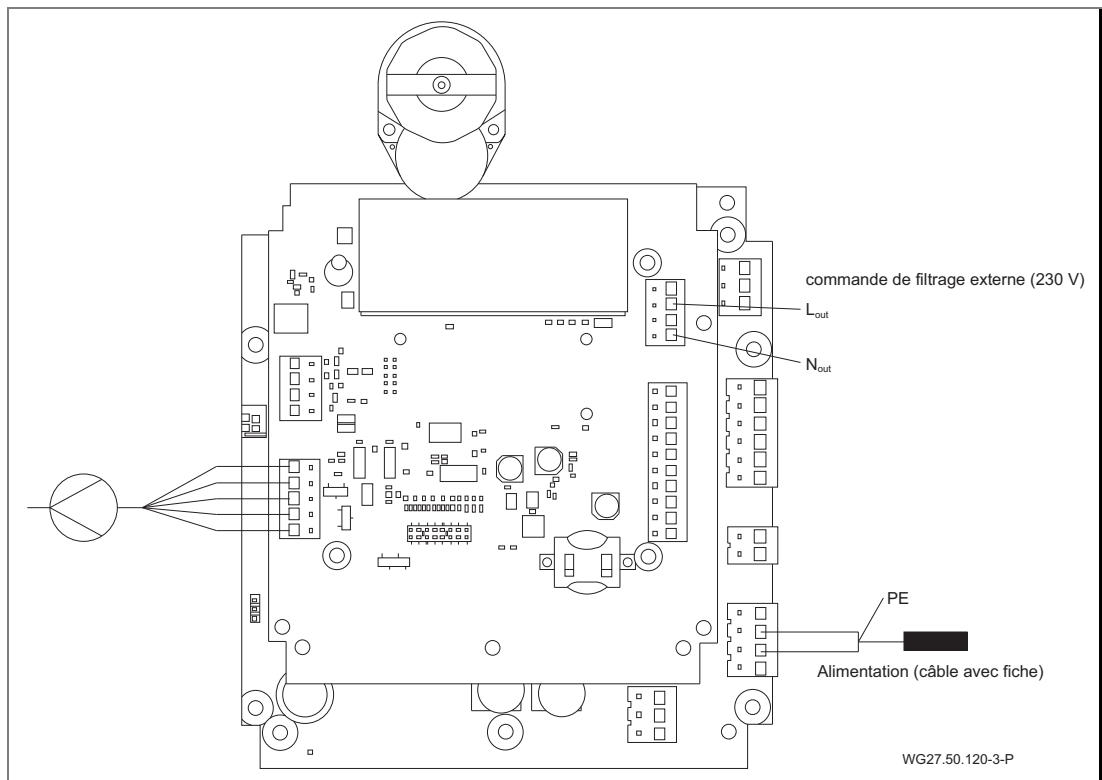 commande de filtrage externe (230 V)
Lout
Nout
PE
Alimentation (câble avec fiche)
WG27.50.120-3-P